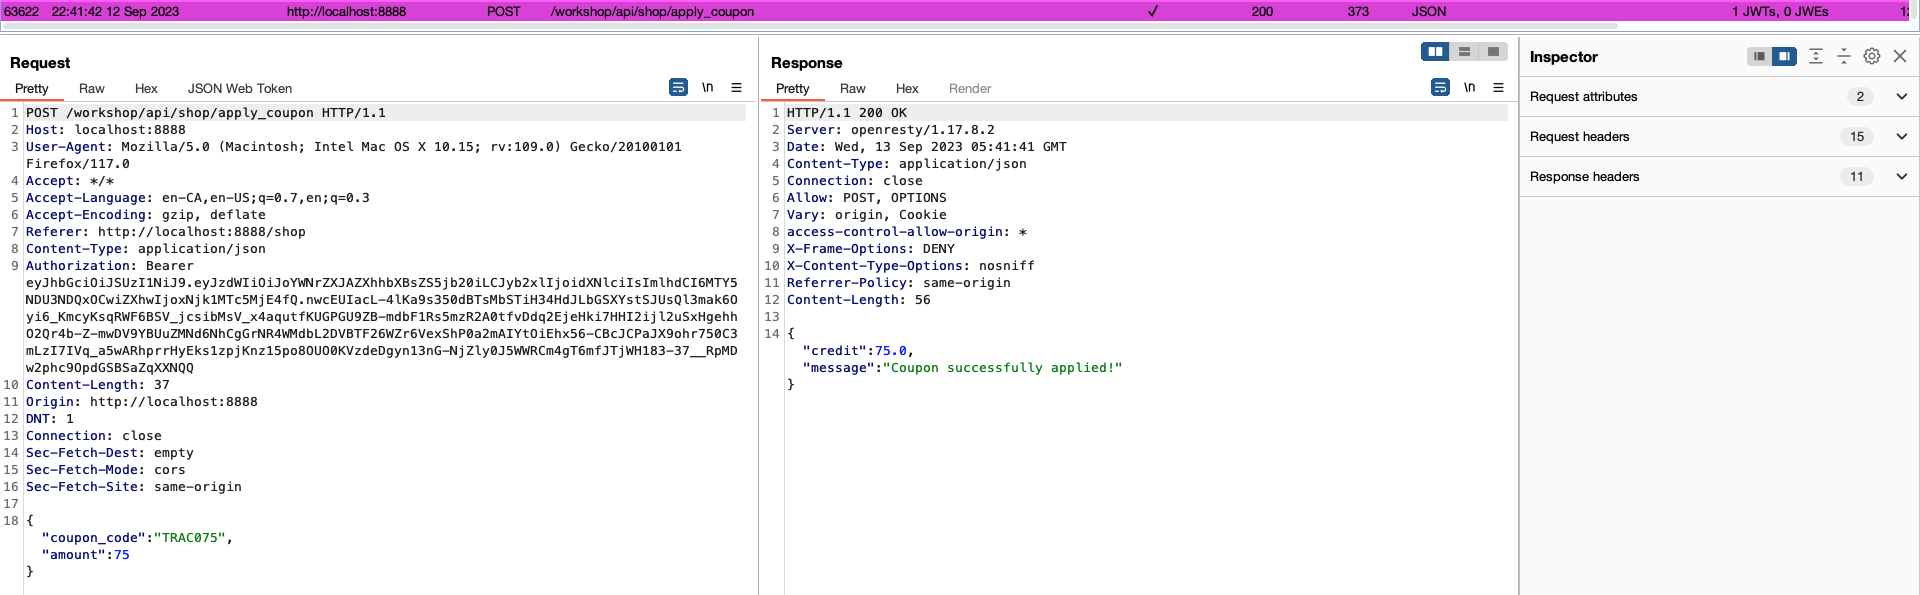 63622 22:41:42 12 Sep 2023 http://localhost:8888 POST /workshop/api/shop/apply_coupon ✓ 200 373 JSON 1 JWTs, 0 JWEs
Request
Pretty Raw Hex JSON Web Token \n
1 POST /workshop/api/shop/apply_coupon HTTP/1.1
2 Host: localhost:8888
3 User-Agent: Mozilla/5.0 (Macintosh; Intel Mac OS X 10.15; rv:109.0) Gecko/20100101
Firefox/117.0
4 Accept: */*
5 Accept-Language: en-CA,en-US;q=0.7,en;q=0.3
6 Accept-Encoding: gzip, deflate
7 Referer: http://localhost:8888/shop
8 Content-Type: application/json
9 Authorization: Bearer
eyJhbGciOiJSUzI1NiJ9.eyJzdWIiOiJoYWNrZXJAZXhhbXBsZS5jb20iLCJyb2xlIjoidXNlciIsImlhdCI6MTY5
NDU3NDQxOCwiZXhwIjoxNjk1MTc5MjE4fQ.nwcEUIacL-4lKa9s350dBTsMbSTiH34HdJLbGSXYstSJUsQl3mak6O
yi6_KmcyKsqRWF6BSV_jcsibMsV_x4aqutfKUGPGU9ZB-mdbF1Rs5mzR2A0tfvDdq2EjeHki7HHI2ijl2uSxHgehh
O2Qr4b-Z-mwDV9YBUuZMNd6NhCgGrNR4WMdbL2DVBTF26WZr6VexShP0a2mAIYtOiEhx56-CBcJCPaJX9ohr750C3
mLzI7IVq_a5wARhprrHyEks1zpjKnz15po8OUO0KVzdeDgyn13nG-NjZly0J5WWRCm4gT6mfJTjWH183-37__RpMD
w2phc9OpdGSBSaZqXXNQQ
10 Content-Length: 37
11 Origin: http://localhost:8888
12 DNT: 1
13 Connection: close
14 Sec-Fetch-Dest: empty
15 Sec-Fetch-Mode: cors
16 Sec-Fetch-Site: same-origin
17
18 {
"coupon_code":"TRAC075",
"amount":75
}
Response
Pretty Raw Hex Render \n
1 HTTP/1.1 200 OK
2 Server: openresty/1.17.8.2
3 Date: Wed, 13 Sep 2023 05:41:41 GMT
4 Content-Type: application/json
5 Connection: close
6 Allow: POST, OPTIONS
7 Vary: origin, Cookie
8 access-control-allow-origin: *
9 X-Frame-Options: DENY
10 X-Content-Type-Options: nosniff
11 Referrer-Policy: same-origin
12 Content-Length: 56
13
14 {
"credit":75.0,
"message":"Coupon successfully applied!"
}
Inspector
Request attributes 2
Request headers 15
Response headers 11